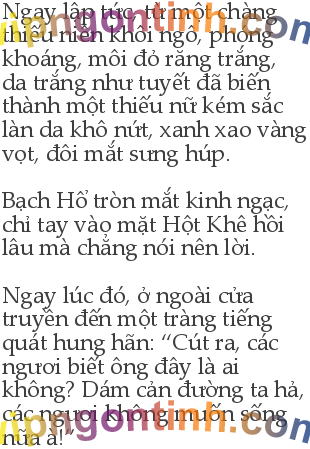 Ngay lập tức, từ một chàng
thiếu niên khôi ngô, phóng
khoáng, môi đỏ răng trắng,
da trắng như tuyết đã biến
thành một thiếu nữ kém sắc
làn da khô nứt, xanh xao vàng
vọt, đôi mắt sưng húp.
Bạch Hổ tròn mắt kinh ngạc,
chỉ tay vào mặt Hột Khê hồi
lâu mà chẳng nói nên lời.
Ngay lúc đó, ở ngoài cửa
truyền đến một tràng tiếng
quát hung hãn: “Cút ra, các
ngươi biết ông đây là ai
không? Dám cản đường ta hả,
các ngươi không muốn sống
nữa à!”
vipngontinh.com
vipngontinh.com